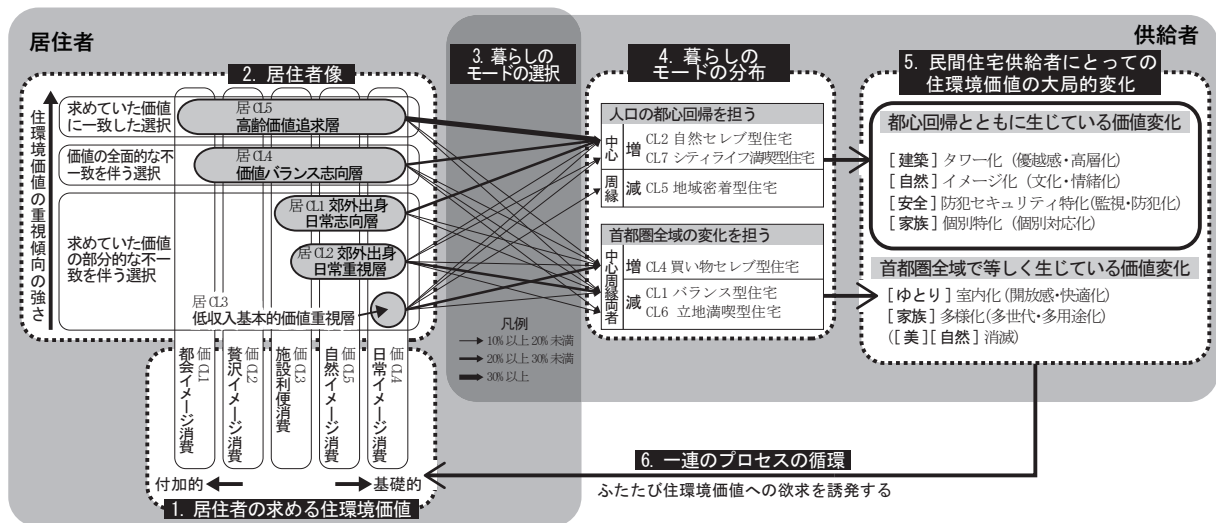 居住者
供給者
2. 居住者像
3. 暮らしの
モードの選択
4. 暮らしの
モードの分布
5. 民間住宅供給者にとっての
住環境価値の大局的変化
住環境価値の重視傾向の強さ
求めていた価値
に一致した選択
居CL5
高齢価値追求層
価値の全面的な不
一致を伴う選択
居CL4
価値バランス志向層
求めていた価値
の部分的な不一
致を伴う選択
居CL1 郊外出身
日常志向層
居CL2 郊外出身
日常重視層
居CL3
低収入基本的価値重視層
人口の都心回帰を担う
中心
増
CL2 自然セレブ型住宅
CL7 シティライフ満喫型住宅
周縁
減
CL5 地域密着型住宅
首都圏全域の変化を担う
中心周縁両者
増
CL4 買い物セレブ型住宅
減
CL1 バランス型住宅
CL6 立地満喫型住宅
都心回帰とともに生じている価値変化
[建築] タワー化（優越感・高層化）
[自然] イメージ化（文化・情緒化）
[安全] 防犯セキュリティ特化(監視・防犯化)
[家族] 個別特化（個別対応化）
首都圏全域で等しく生じている価値変化
[ゆとり] 室内化(開放感・快適化)
[家族] 多様化(多世代・多用途化)
([美][自然] 消滅)
凡例
10%以上20%未満
20%以上30%未満
30%以上
価CL1
都会イメージ消費
価CL2
贅沢イメージ消費
価CL3
施設利便消費
価CL5
自然イメージ消費
価CL4
日常イメージ消費
付加的
基礎的
1. 居住者の求める住環境価値
6. 一連のプロセスの循環
ふたたび住環境価値への欲求を誘発する